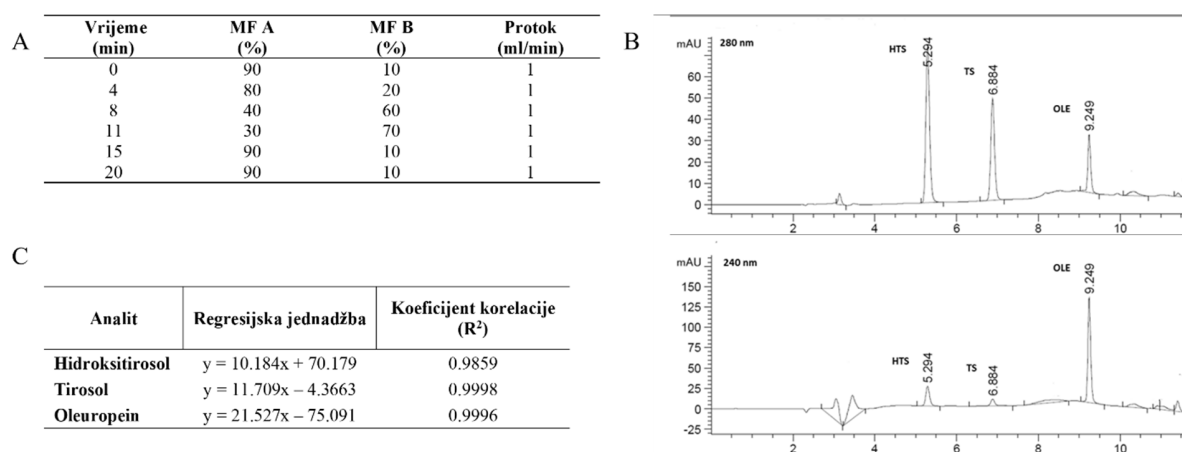 A
Vrijeme (min) MF A (%) MF B (%) Protok (ml/min)
0 90 10 1
4 80 20 1
8 40 60 1
11 30 70 1
15 90 10 1
20 90 10 1
B
mAU 280 nm
HTS 5.294
TS 6.884
OLE 9.249
60
50
40
30
20
10
0
2 4 6 8 10
mAU 240 nm
OLE 9.249
HTS 5.294
TS 6.884
150
125
100
75
50
25
0
-25
2 4 6 8 10
C
Analit Regresijska jednadžba Koeficijent korelacije (R²)
Hidroksitirosol y = 10.184x + 70.179 0.9859
Tirosol y = 11.709x – 4.3663 0.9998
Oleuropein y = 21.527x – 75.091 0.9996